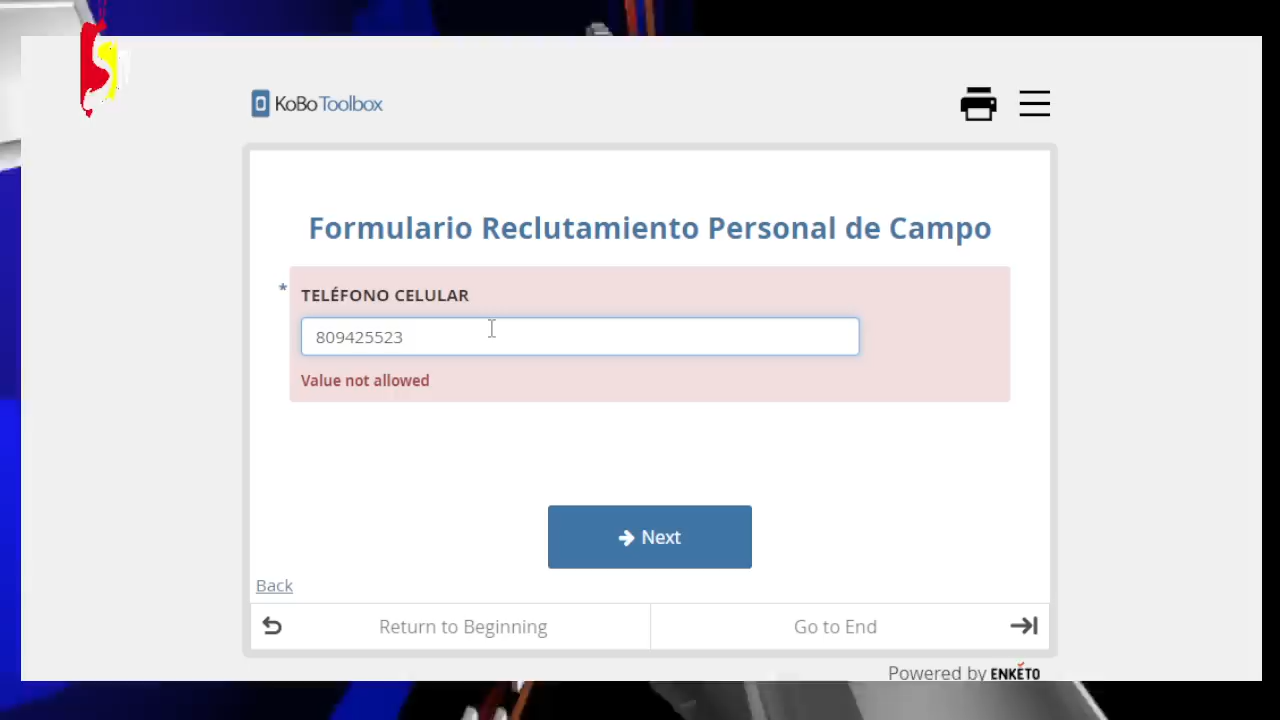 KoBo Toolbox
Formulario Reclutamiento Personal de Campo
* TELÉFONO CELULAR
809425523
Value not allowed
Next
Back
Return to Beginning
Go to End
Powered by ENKETO